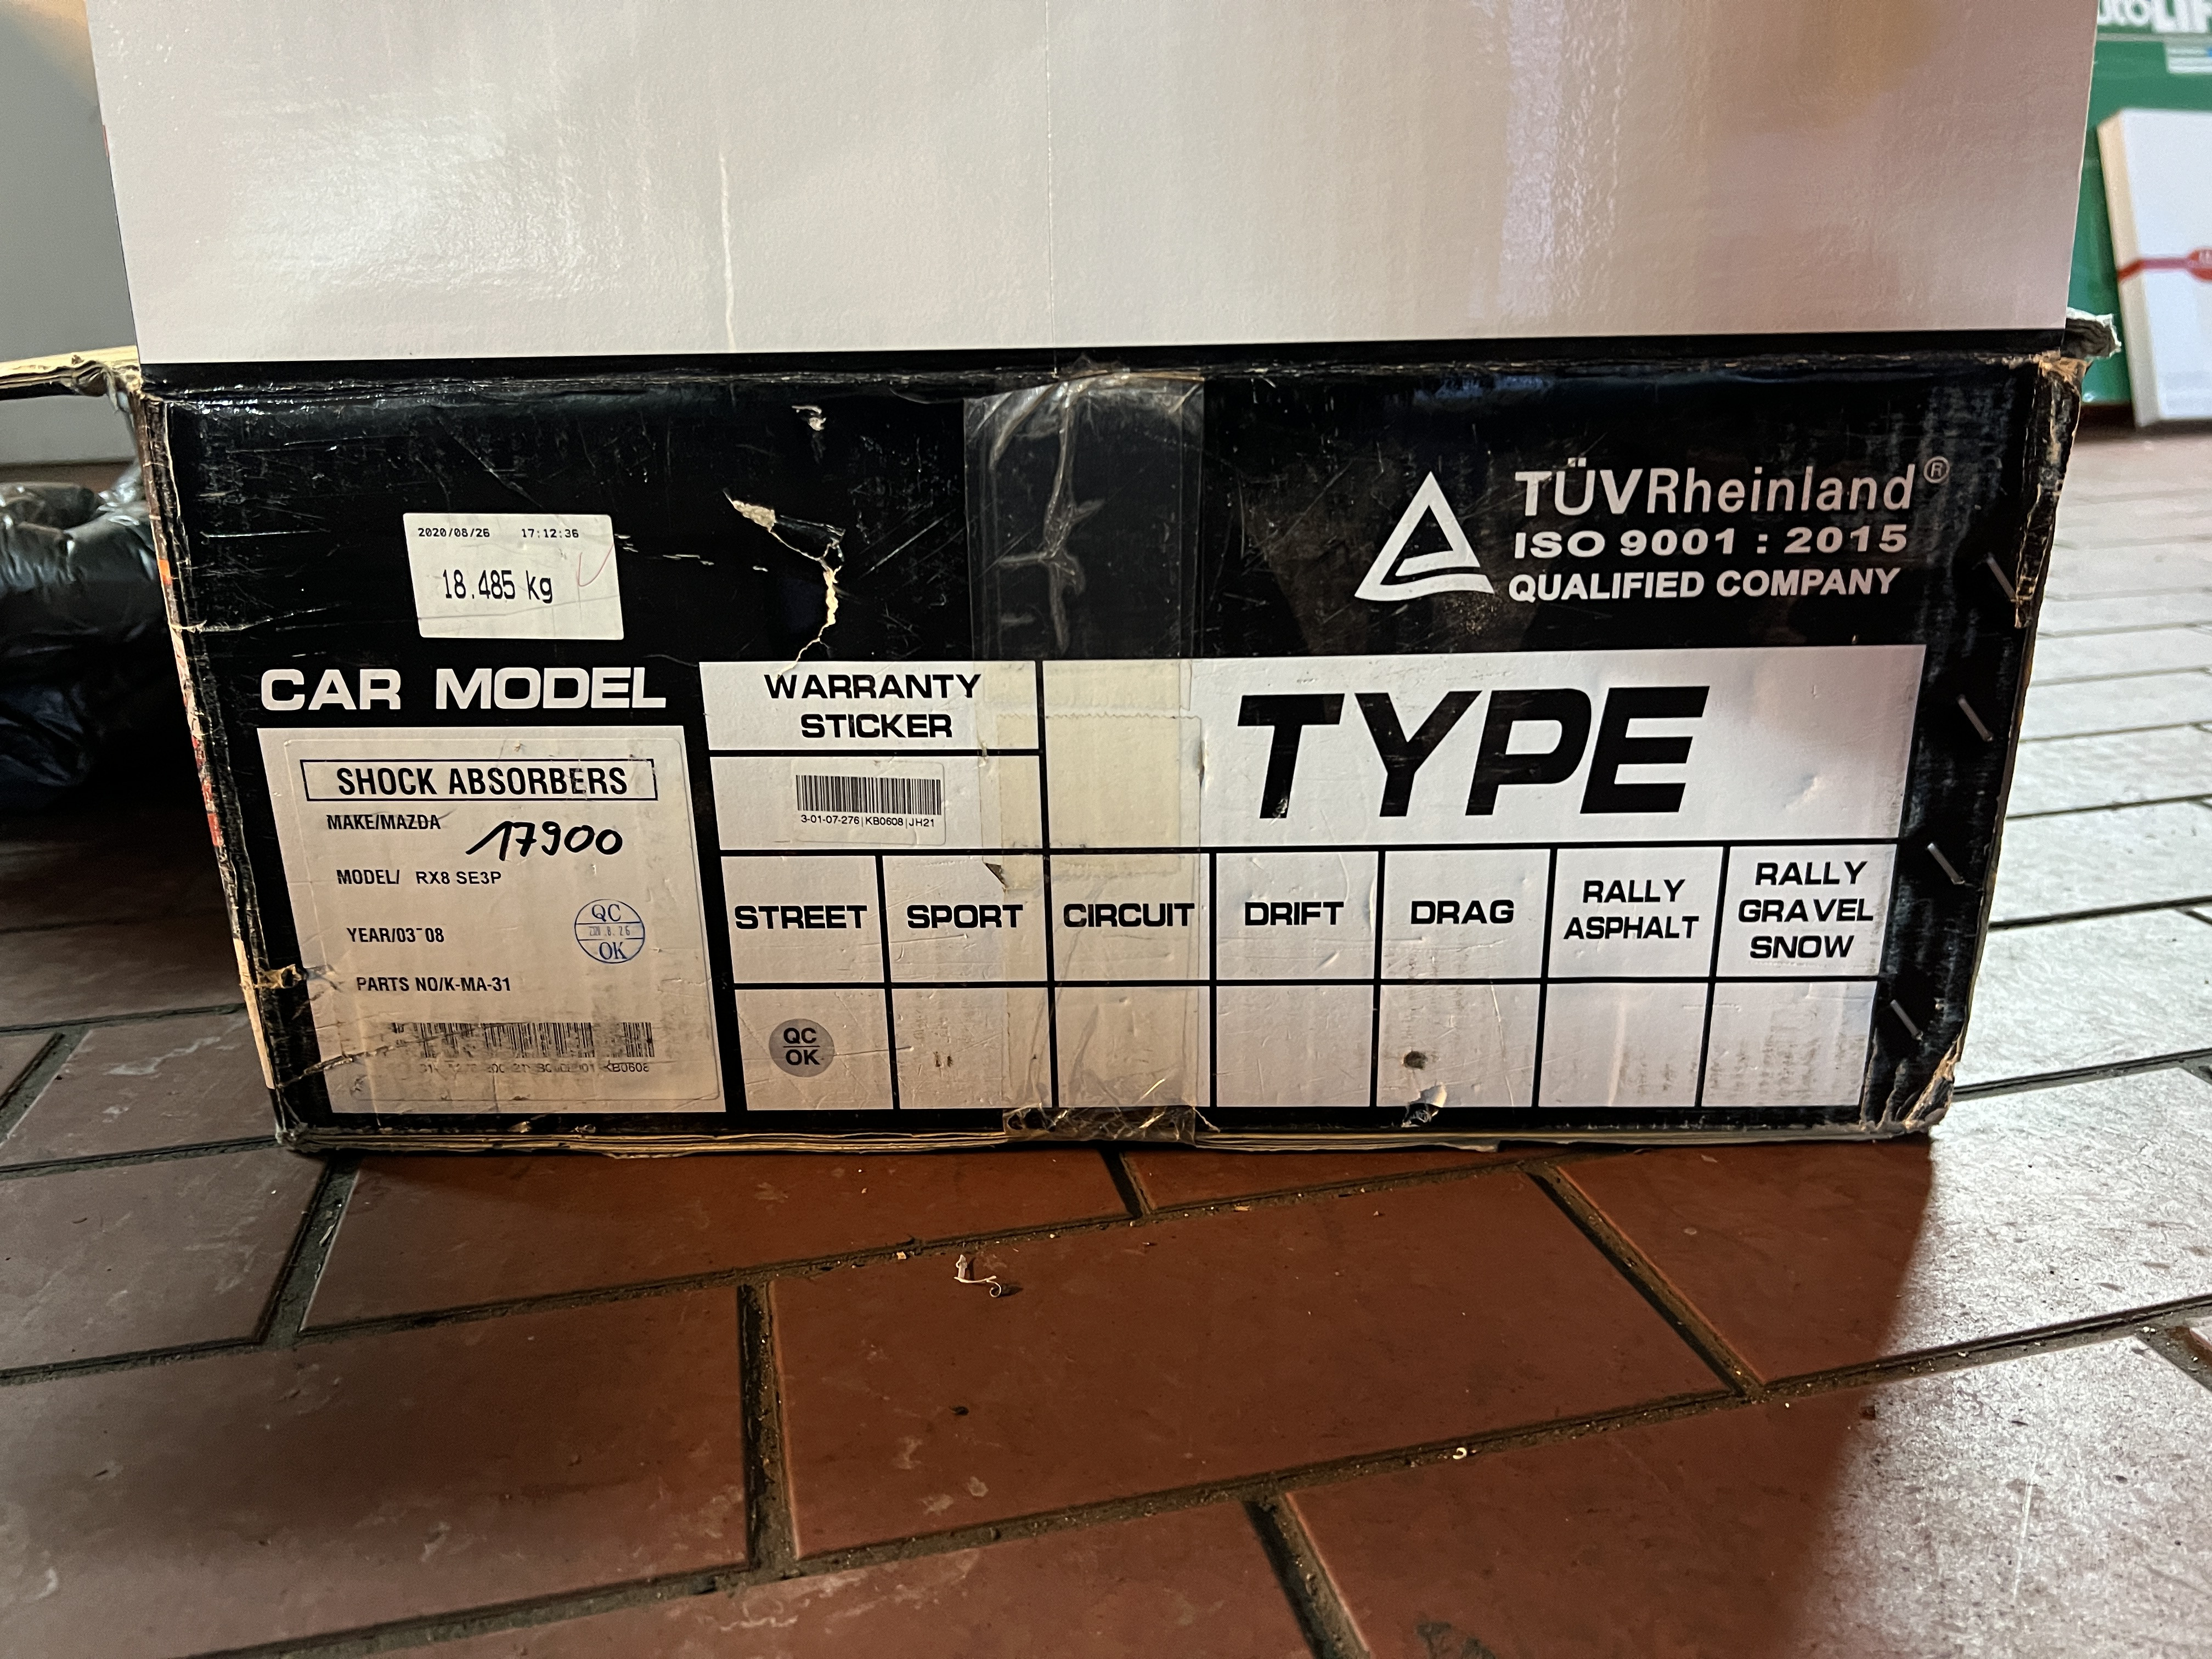 TÜVRheinland®
ISO 9001 : 2015
QUALIFIED COMPANY
2020/08/26 17:12:36
18.485 kg
CAR MODEL
SHOCK ABSORBERS
MAKE/MAZDA
17900
MODEL/ RX8 SE3P
YEAR/03~08
QC
OK
PARTS NO/K-MA-31
KB0608
WARRANTY
STICKER
3-01-07-276|KB0608|JH21
TYPE
STREET
SPORT
CIRCUIT
DRIFT
DRAG
RALLY
ASPHALT
RALLY
GRAVEL
SNOW
QC
OK